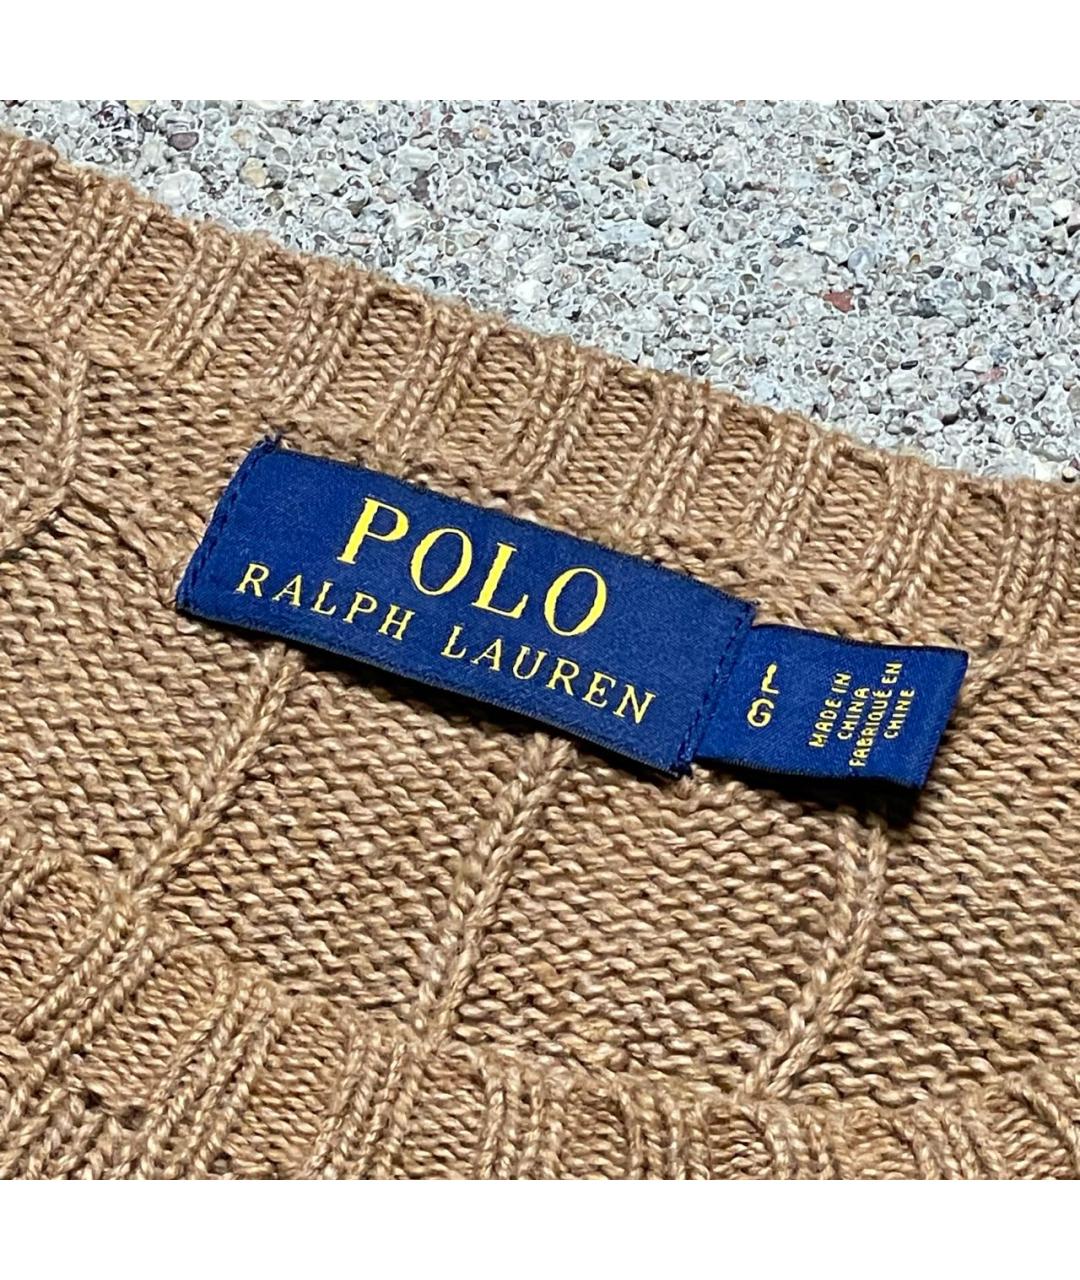 POLO
RALPH LAUREN
L
G
MADE IN
CHINA
FABRIQUÉ EN
CHINE